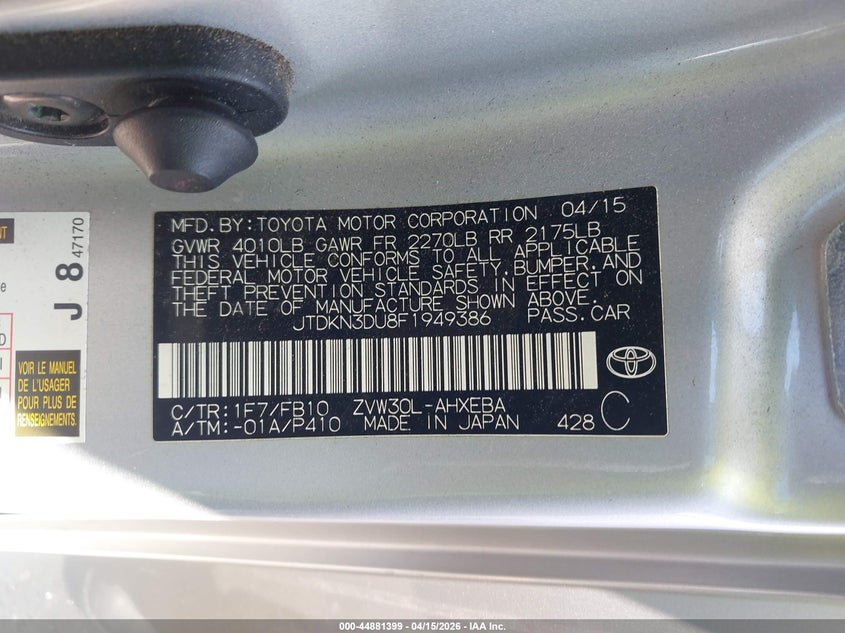 MFD. BY: TOYOTA MOTOR CORPORATION 04/15
GVWR 4010LB GAWR FR 2270LB RR 2175LB
THIS VEHICLE CONFORMS TO ALL APPLICABLE
FEDERAL MOTOR VEHICLE SAFETY, BUMPER, AND
THEFT PREVENTION STANDARDS IN EFFECT ON
THE DATE OF MANUFACTURE SHOWN ABOVE.
JTDKN3DU8F1949386 PASS. CAR
C/TR: 1F7/FB10 ZVW30L-AHXEBA
A/TM: -01A/P410 MADE IN JAPAN 428 C
J 8 47170
VOIR LE MANUEL
DE L'USAGER
POUR PLUS DE
RENSEIGNEMENTS
000-44881399 - 04/15/2026 - IAA Inc.